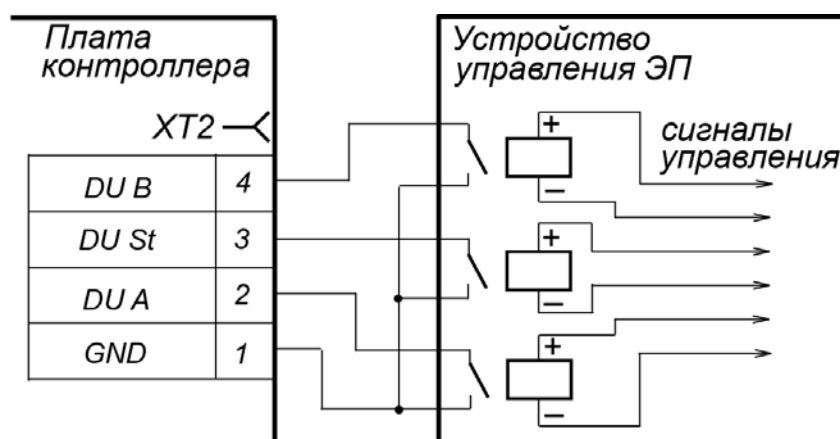 Плата
контроллера
XT2
DU B 4
DU St 3
DU A 2
GND 1
Устройство
управления ЭП
сигналы
управления
+
−
+
−
+
−